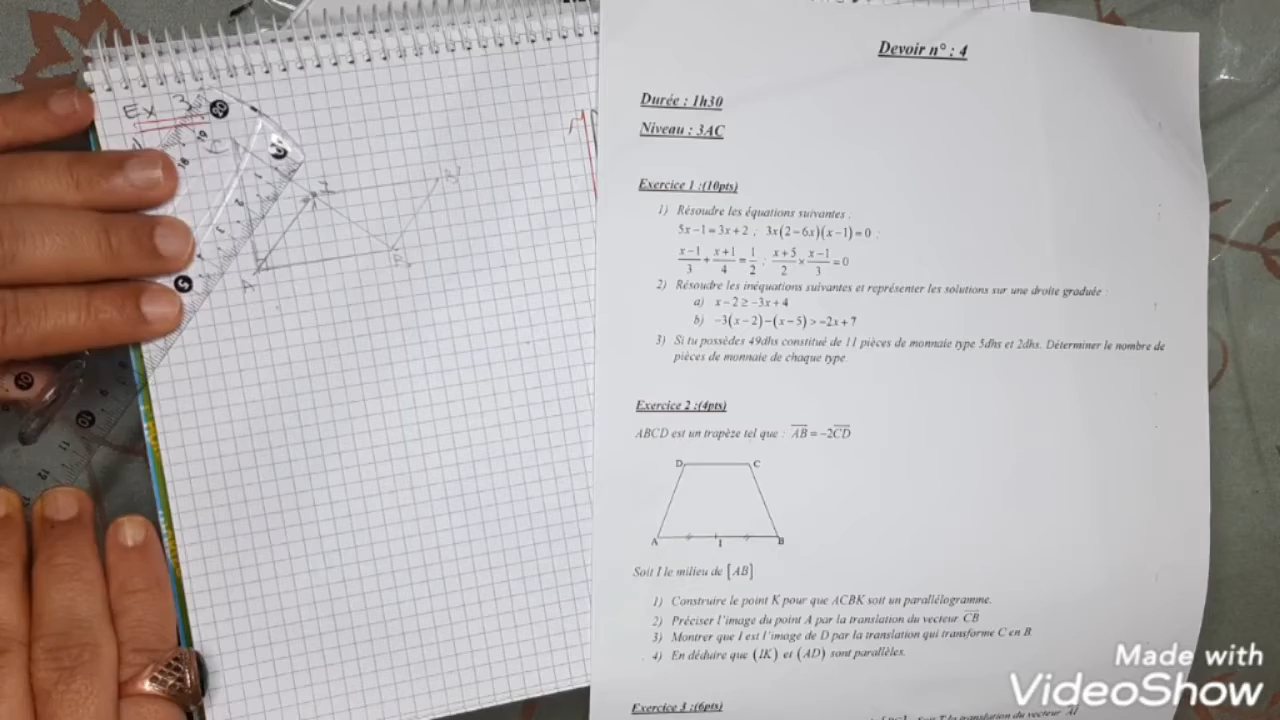 Ex 3
Devoir n° : 4
Durée : 1h30
Niveau : 3AC
Exercice 1 :(10pts)
1) Résoudre les équations suivantes :
5x−1=3x+2 ; 3x(2−6x)(x−1)=0 ;
(x−1)/3 + (x+1)/4 = 1/2 ; (x+5)/2 × (x−1)/3 = 0
2) Résoudre les inéquations suivantes et représenter les solutions sur une droite graduée :
a) x−2≥−3x+4
b) −3(x−2)−(x−5)>−2x+7
3) Si tu possèdes 49dhs constitué de 11 pièces de monnaie type 5dhs et 2dhs. Déterminer le nombre de
pièces de monnaie de chaque type.
Exercice 2 :(4pts)
ABCD est un trapèze tel que : AB = −2CD
D C
A I B
Soit I le milieu de [AB]
1) Construire le point K pour que ACBK soit un parallélogramme.
2) Préciser l'image du point A par la translation du vecteur CB
3) Montrer que I est l'image de D par la translation qui transforme C en B
4) En déduire que (IK) et (AD) sont parallèles.
Exercice 3 :(6pts)
la translation du vecteur
Made with
VideoShow